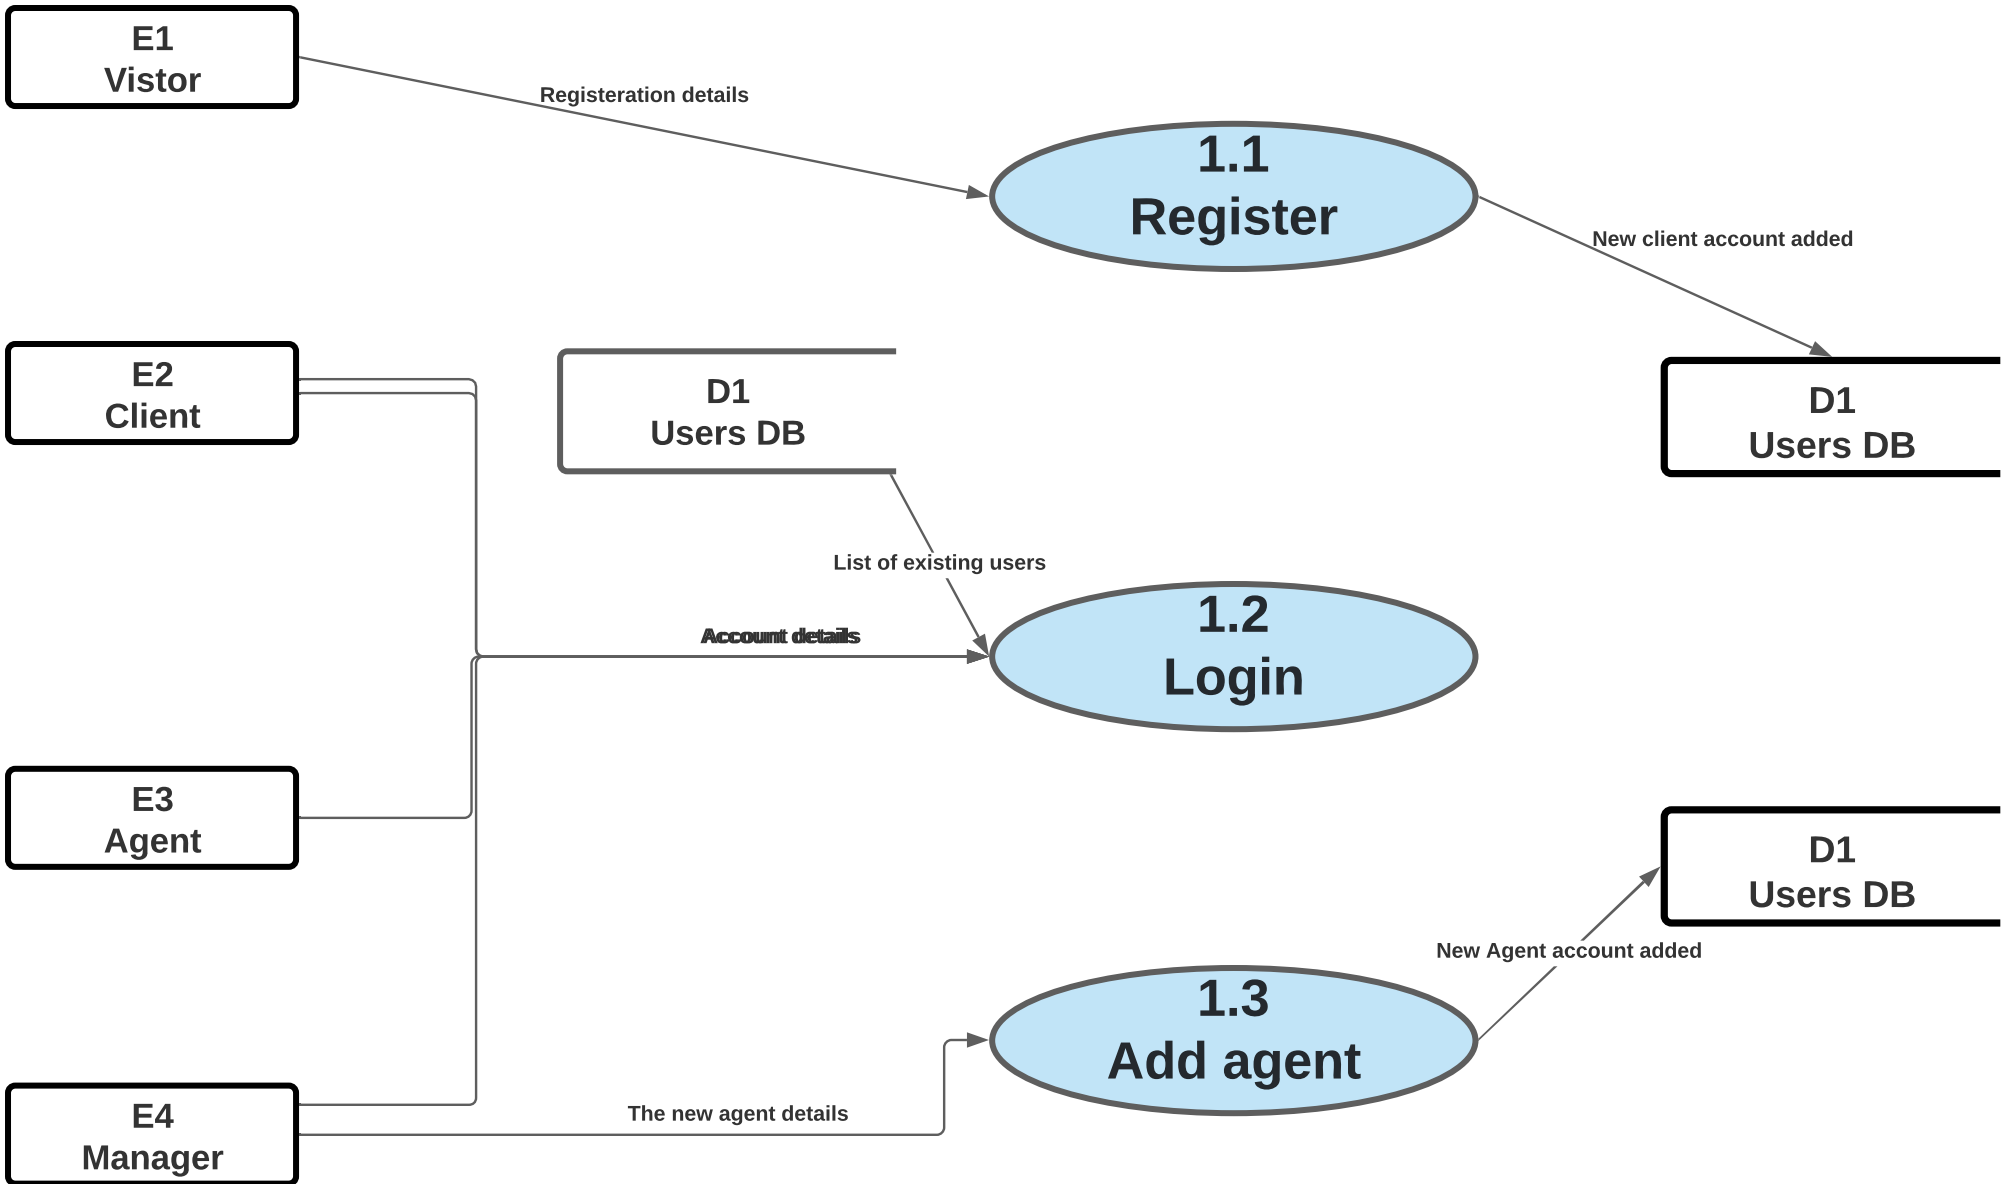 E1
Vistor
Registeration details
1.1
Register
New client account added
E2
Client
D1
Users DB
D1
Users DB
List of existing users
Account details
1.2
Login
E3
Agent
D1
Users DB
New Agent account added
1.3
Add agent
The new agent details
E4
Manager